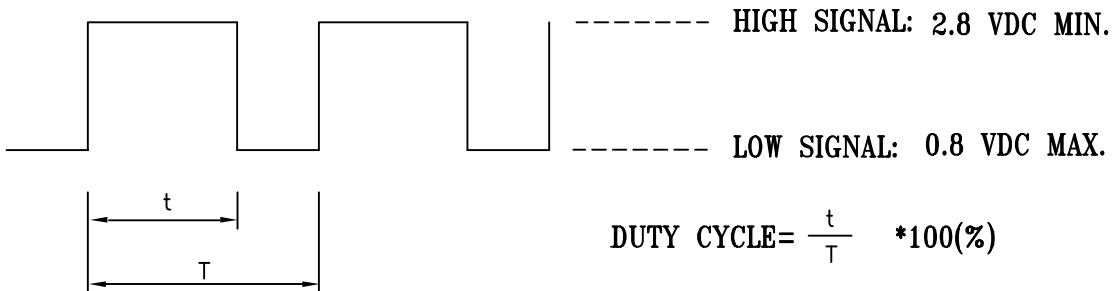 HIGH SIGNAL: 2.8 VDC MIN.
LOW SIGNAL: 0.8 VDC MAX.
t
T
DUTY CYCLE= t/T *100(%)